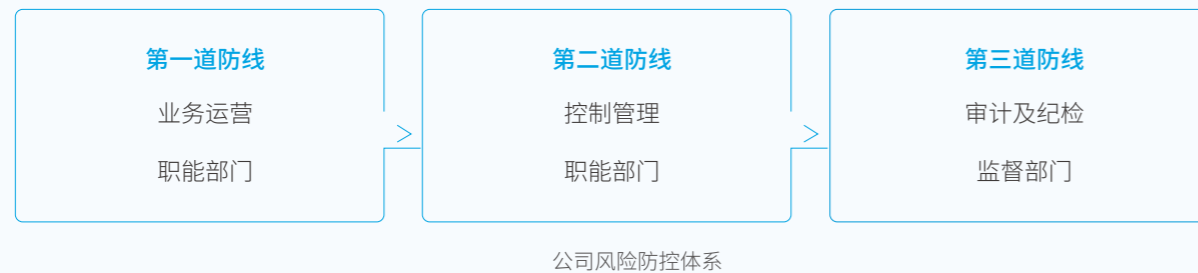 第一道防线
业务运营
职能部门
第二道防线
控制管理
职能部门
第三道防线
审计及纪检
监督部门
公司风险防控体系